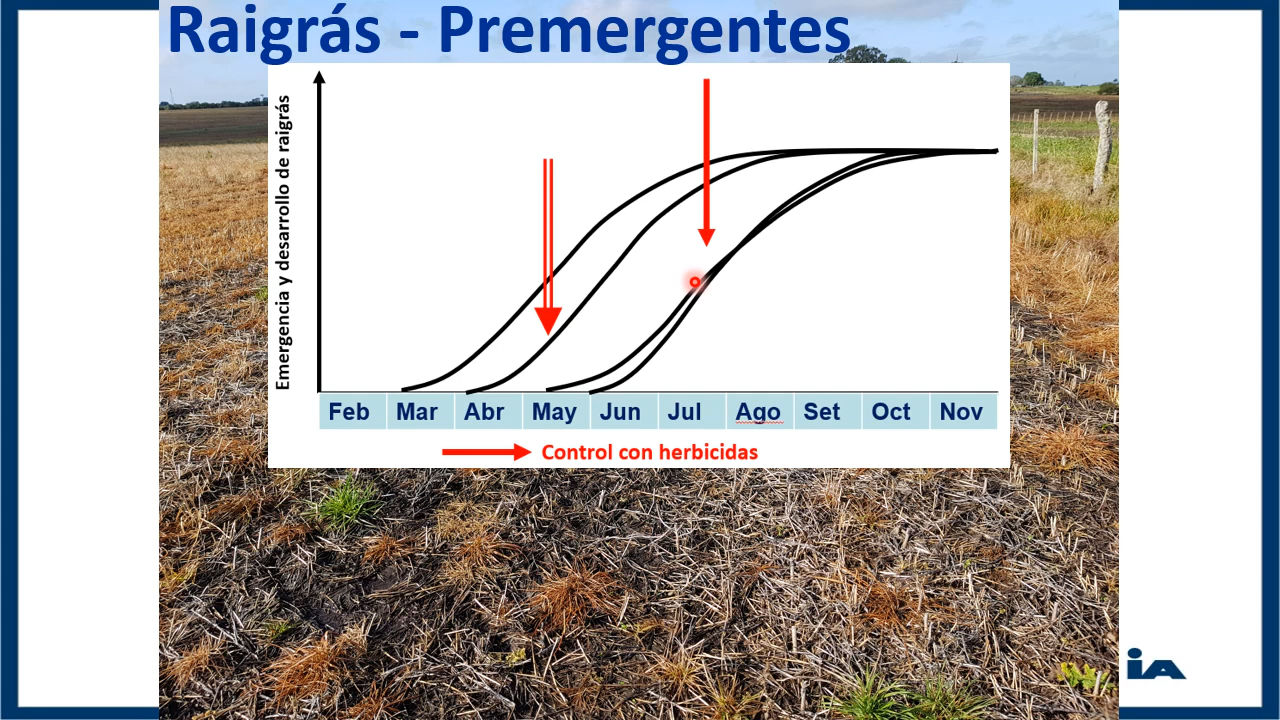 Raigrás - Premergentes
Emergencia y desarrollo de raigrás
Feb Mar Abr May Jun Jul Ago Set Oct Nov
Control con herbicidas
iA